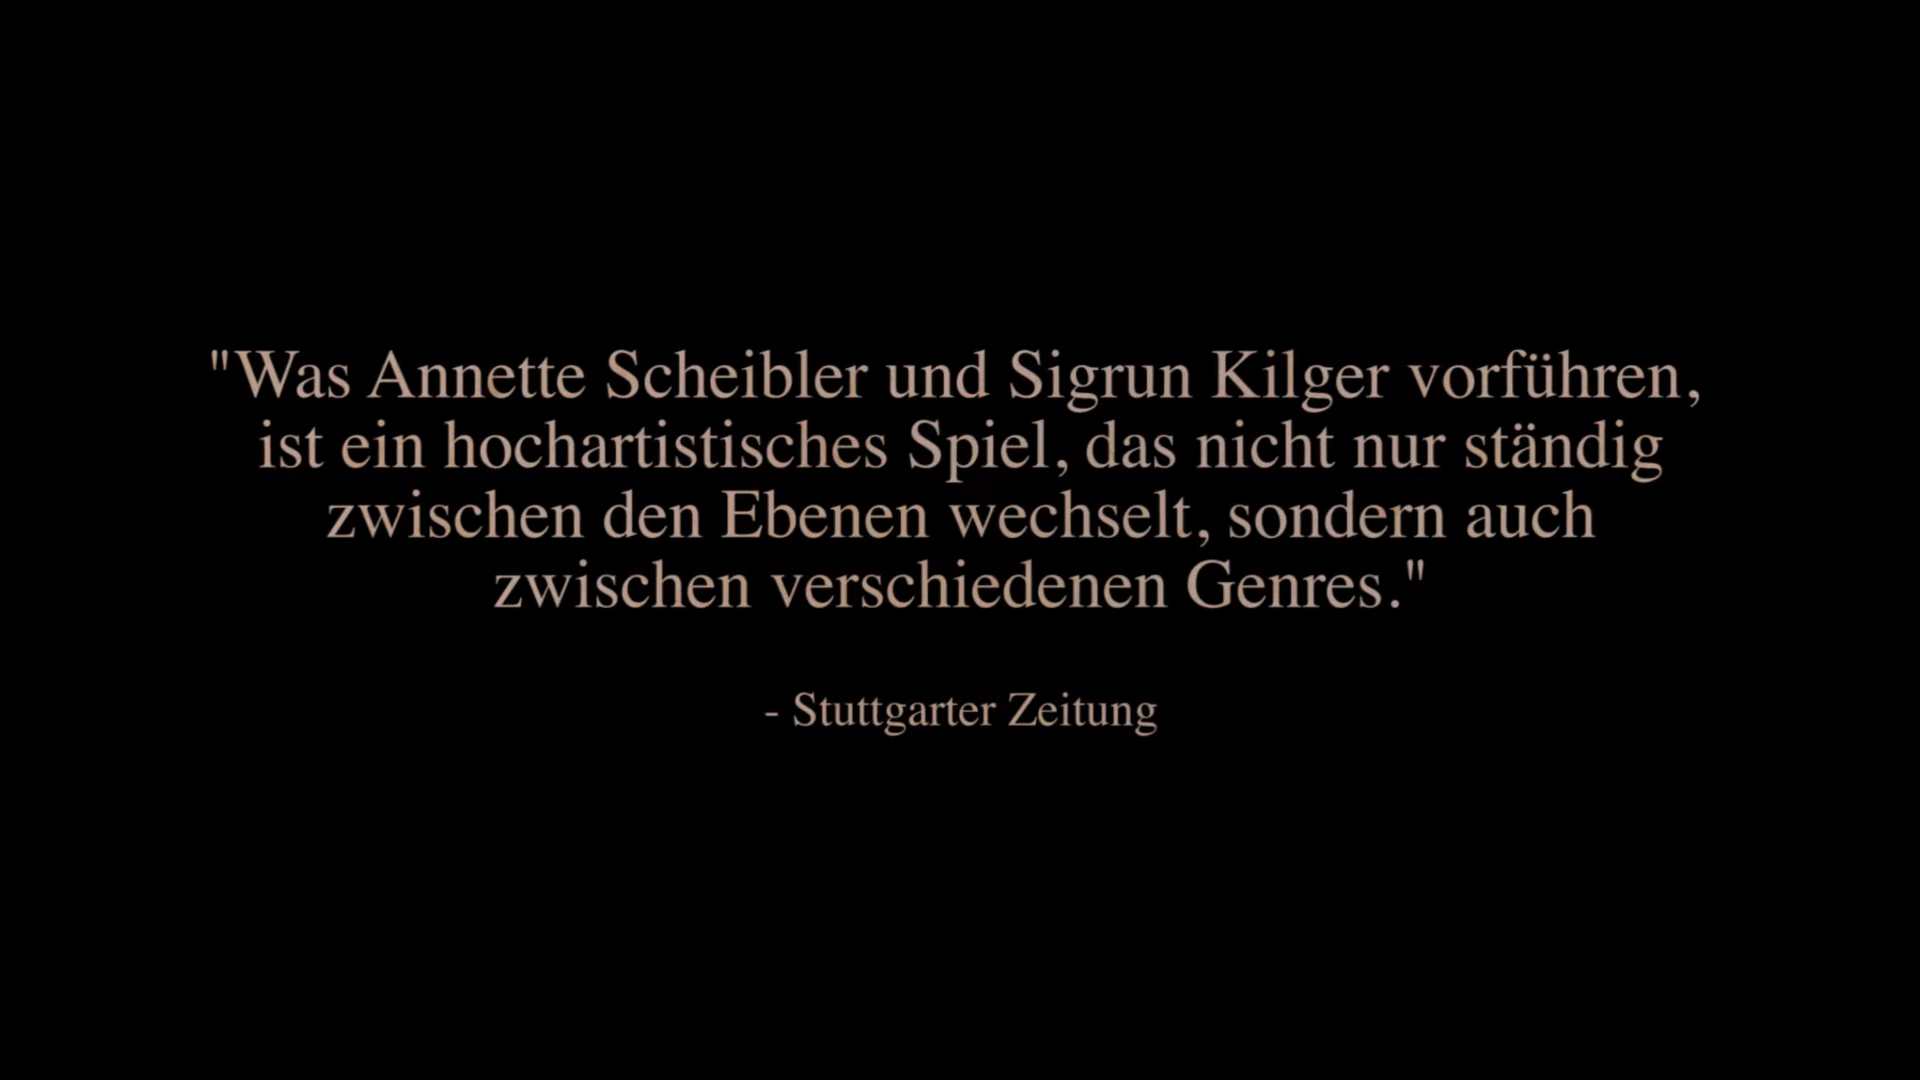 "Was Annette Scheibler und Sigrun Kilger vorführen,
ist ein hochartistisches Spiel, das nicht nur ständig
zwischen den Ebenen wechselt, sondern auch
zwischen verschiedenen Genres."
- Stuttgarter Zeitung